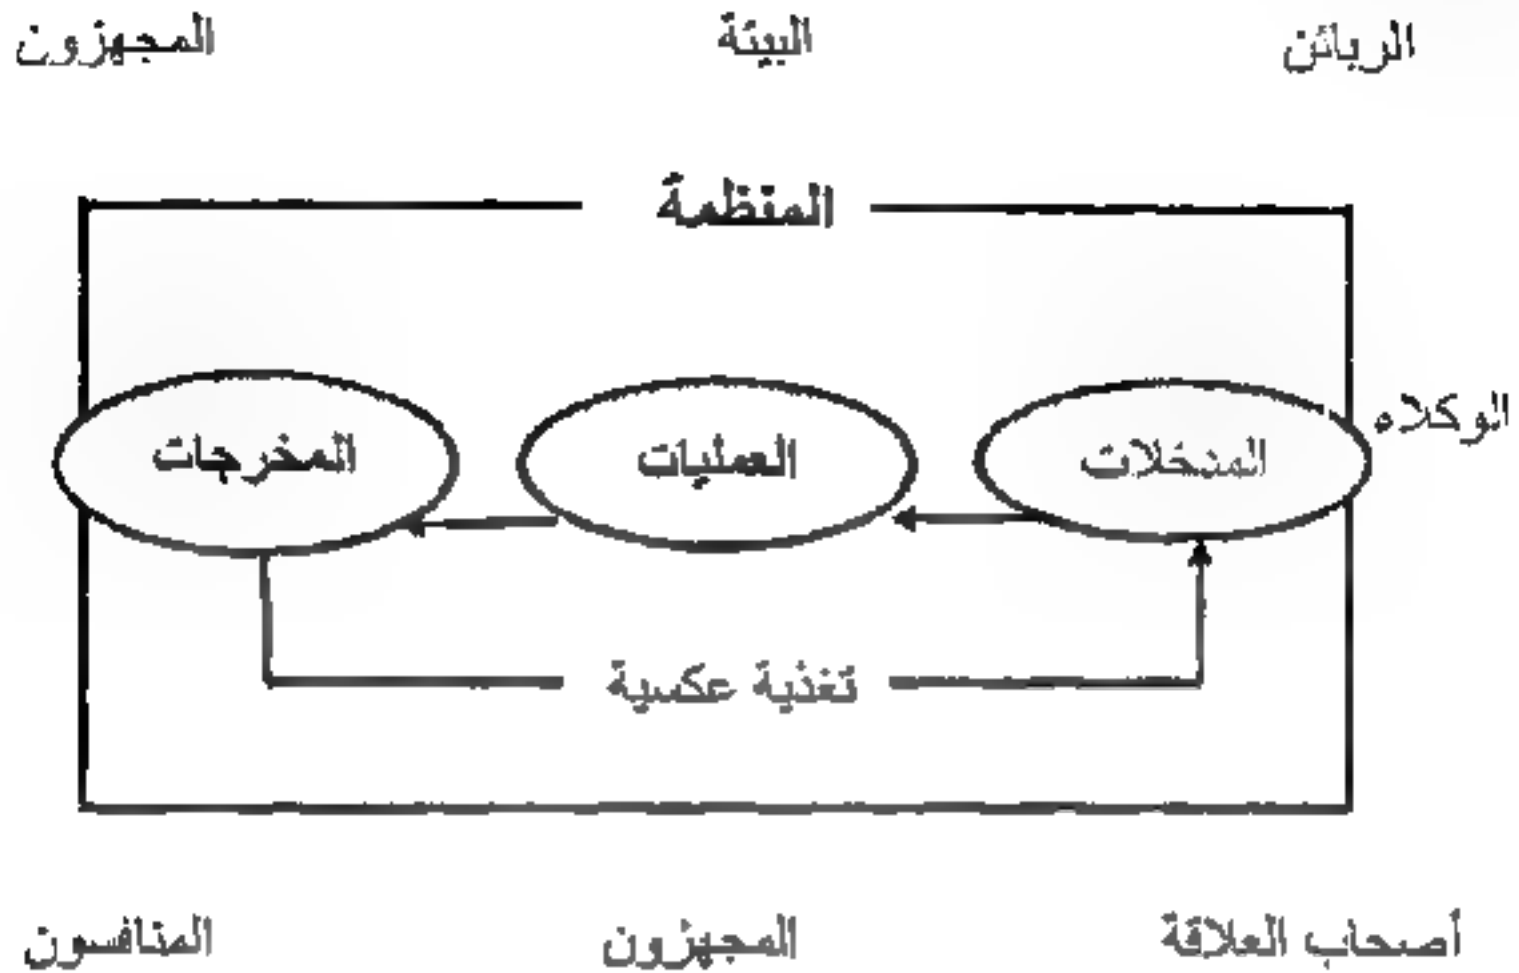 الزبائن البيئة المجهزون
المنظمة
الوكلاء
المدخلات العمليات المخرجات
تغذية عكسية
أصحاب العلاقة المجهزون المنافسون